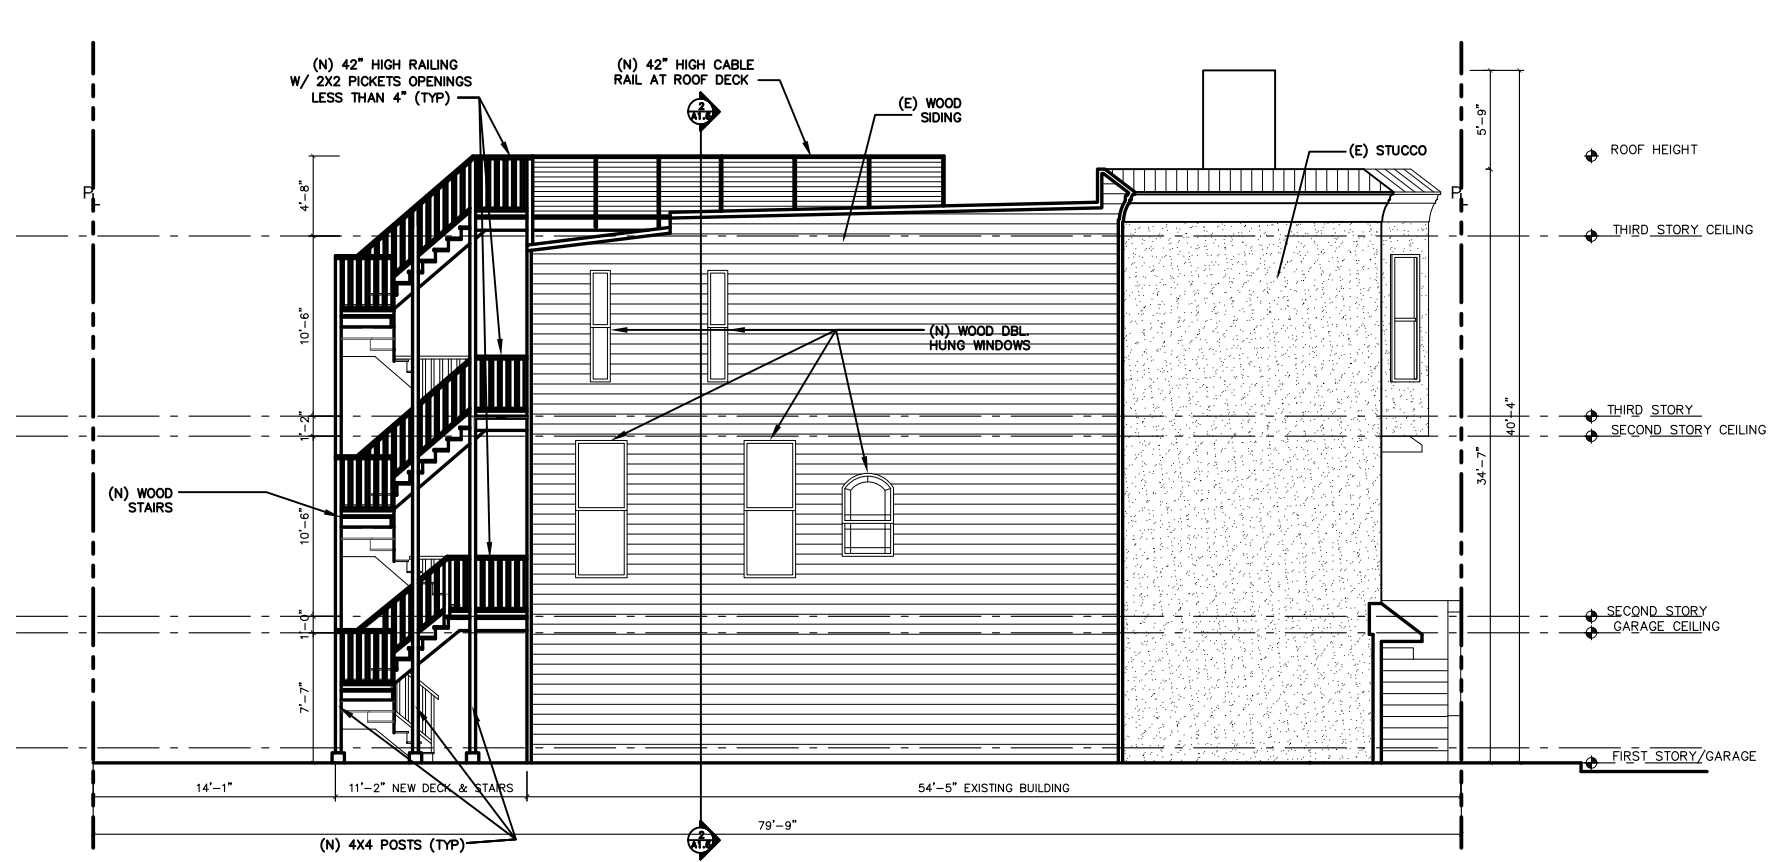 (N) 42" HIGH RAILING
W/ 2X2 PICKETS OPENINGS
LESS THAN 4" (TYP)
(N) 42" HIGH CABLE
RAIL AT ROOF DECK
2
(E) WOOD
SIDING
(E) STUCCO
5'-9"
ROOF HEIGHT
PL
PL
4'-8"
THIRD STORY CEILING
10'-6"
(N) WOOD DBL.
HUNG WINDOWS
THIRD STORY
1'-2"
40'-4"
SECOND STORY CEILING
34'-7"
(N) WOOD
STAIRS
10'-6"
SECOND STORY
1'-0"
GARAGE CEILING
7'-7"
FIRST STORY/GARAGE
14'-1"
11'-2" NEW DECK & STAIRS
54'-5" EXISTING BUILDING
79'-9"
(N) 4X4 POSTS (TYP)
2